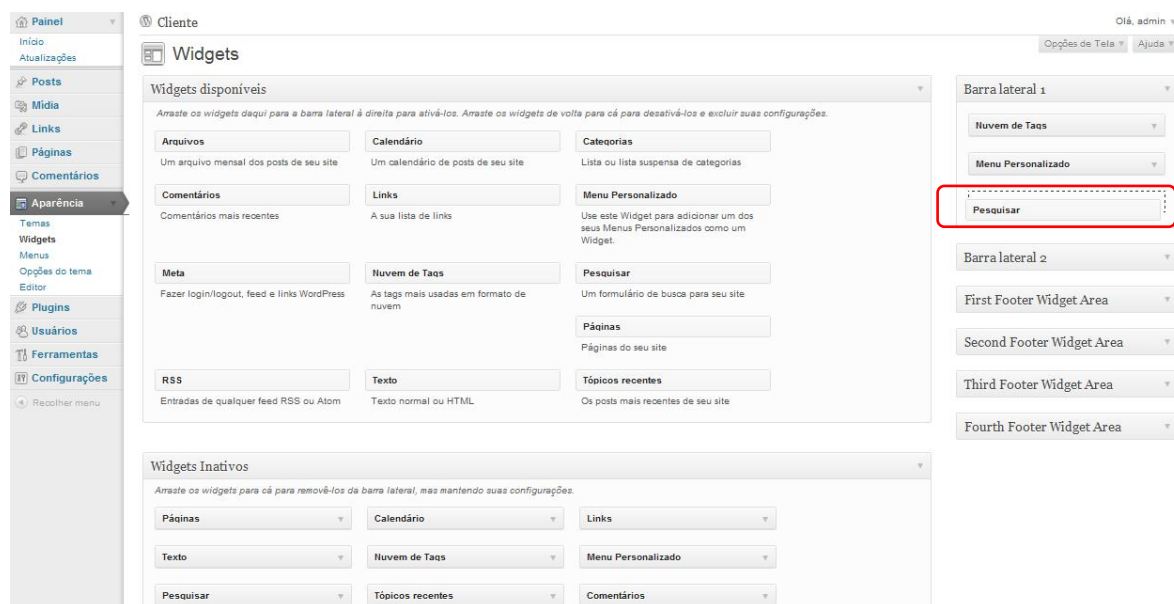 Painel
Início
Atualizações
Posts
Mídia
Links
Páginas
Comentários
Aparência
Temas
Widgets
Menus
Opções do tema
Editor
Plugins
Usuários
Ferramentas
Configurações
Recolher menu
Cliente
Olá, admin
Opções de Tela
Ajuda
Widgets
Widgets disponíveis
Arraste os widgets daqui para a barra lateral à direita para ativá-los. Arraste os widgets de volta para cá para desativá-los e excluir suas configurações.
Arquivos
Um arquivo mensal dos posts de seu site
Calendário
Um calendário de posts de seu site
Categorias
Lista ou lista suspensa de categorias
Comentários
Comentários mais recentes
Links
A sua lista de links
Menu Personalizado
Use este Widget para adicionar um dos
seus Menus Personalizados como um
Widget.
Meta
Fazer login/logout, feed e links WordPress
Nuvem de Tags
As tags mais usadas em formato de
nuvem
Pesquisar
Um formulário de busca para seu site
Páginas
Páginas do seu site
RSS
Entradas de qualquer feed RSS ou Atom
Texto
Texto normal ou HTML
Tópicos recentes
Os posts mais recentes de seu site
Widgets Inativos
Arraste os widgets para cá para removê-los da barra lateral, mas mantendo suas configurações.
Páginas
Calendário
Links
Texto
Nuvem de Tags
Menu Personalizado
Pesquisar
Tópicos recentes
Comentários
Barra lateral 1
Nuvem de Tags
Menu Personalizado
Pesquisar
Barra lateral 2
First Footer Widget Area
Second Footer Widget Area
Third Footer Widget Area
Fourth Footer Widget Area